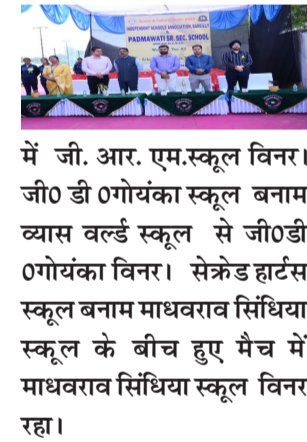 INDEPENDENT SCHOOLS ASSOCIATION, BAREILLY
PADMAWATI SR. SEC. SCHOOL
में जी. आर. एम.स्कूल विनर।
जी0 डी 0गोयंका स्कूल बनाम
व्यास वर्ल्ड स्कूल से जी0डी
0गोयंका विनर। सेक्रेड हार्टस
स्कूल बनाम माधवराव सिंधिया
स्कूल के बीच हुए मैच में
माधवराव सिंधिया स्कूल विनर
रहा।